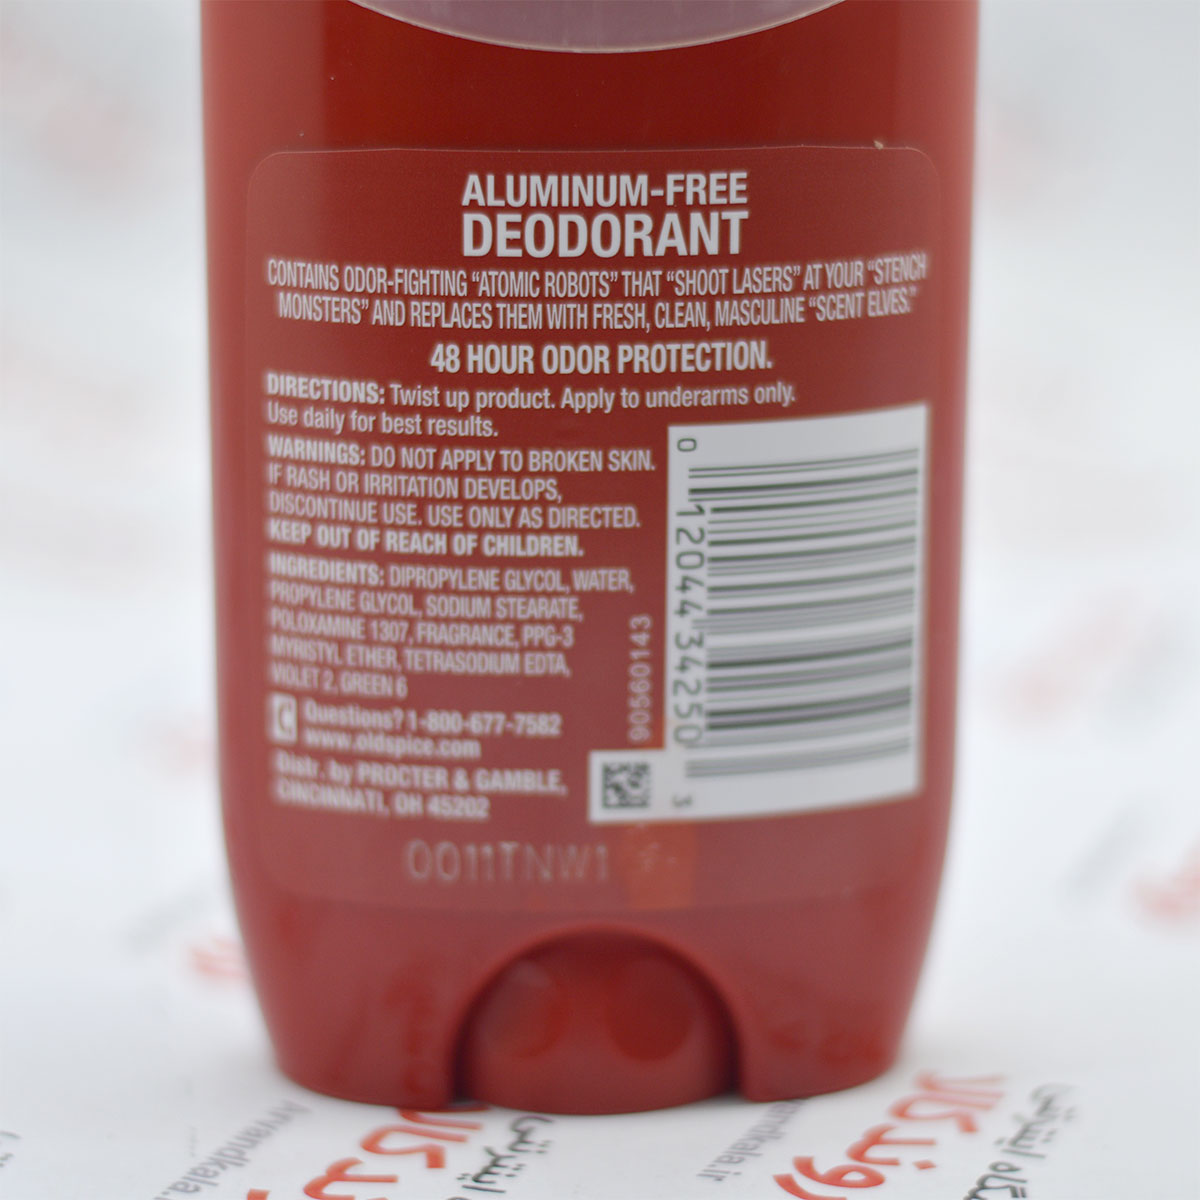 ALUMINUM-FREE
DEODORANT
CONTAINS ODOR-FIGHTING “ATOMIC ROBOTS” THAT “SHOOT LASERS” AT YOUR “STENCH
MONSTERS” AND REPLACES THEM WITH FRESH, CLEAN, MASCULINE “SCENT ELVES.”
48 HOUR ODOR PROTECTION.
DIRECTIONS: Twist up product. Apply to underarms only.
Use daily for best results.
WARNINGS: DO NOT APPLY TO BROKEN SKIN.
IF RASH OR IRRITATION DEVELOPS,
DISCONTINUE USE. USE ONLY AS DIRECTED.
KEEP OUT OF REACH OF CHILDREN.
INGREDIENTS: DIPROPYLENE GLYCOL, WATER,
PROPYLENE GLYCOL, SODIUM STEARATE,
POLOXAMINE 1307, FRAGRANCE, PPG-3
MYRISTYL ETHER, TETRASODIUM EDTA,
VIOLET 2, GREEN 6
Questions? 1-800-677-7582
www.oldspice.com
Distr. by PROCTER & GAMBLE,
CINCINNATI, OH 45202
90560143
0 12044 34250 3
0011TNW1
Arvandkala.ir